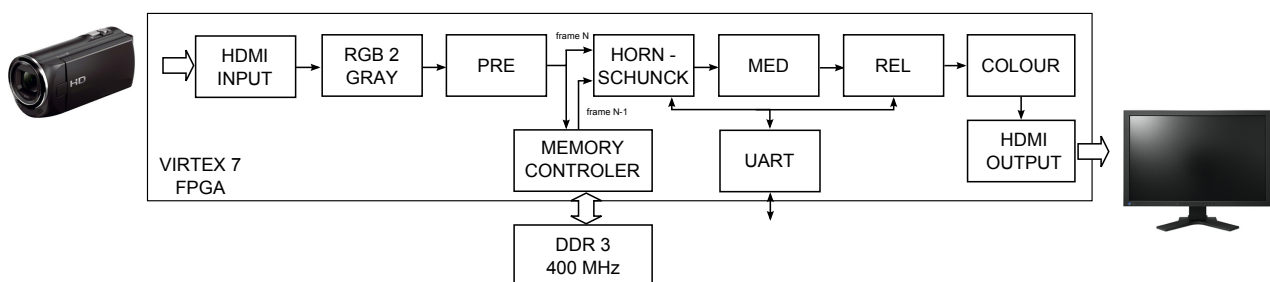 HDMI
INPUT
RGB 2
GRAY
PRE
frame N
HORN -
SCHUNCK
MED
REL
COLOUR
frame N-1
MEMORY
CONTROLER
UART
HDMI
OUTPUT
VIRTEX 7
FPGA
DDR 3
400 MHz
HD